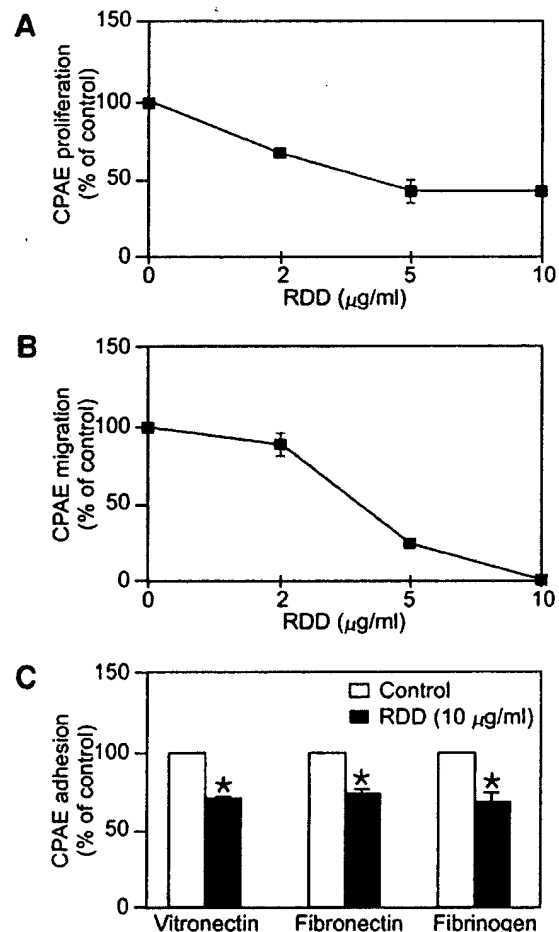 A
CPAE proliferation
(% of control)
150
100
50
0
0 2 5 10
RDD (µg/ml)
B
CPAE migration
(% of control)
150
100
50
0
0 2 5 10
RDD (µg/ml)
C
CPAE adhesion
(% of control)
150
100
50
0
Control
RDD (10 µg/ml)
★ ★ ★
Vitronectin Fibronectin Fibrinogen